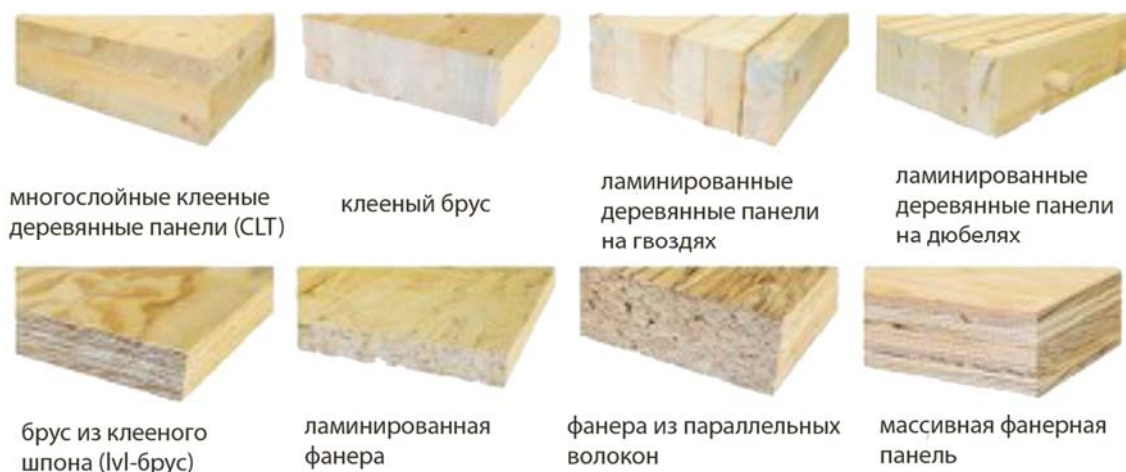 многослойные клееные
деревянные панели (CLT)
клееный брус
ламинированные
деревянные панели
на гвоздях
ламинированные
деревянные панели
на дюбелях
брус из клееного
шпона (lvl-брус)
ламинированная
фанера
фанера из параллельных
волокон
массивная фанерная
панель